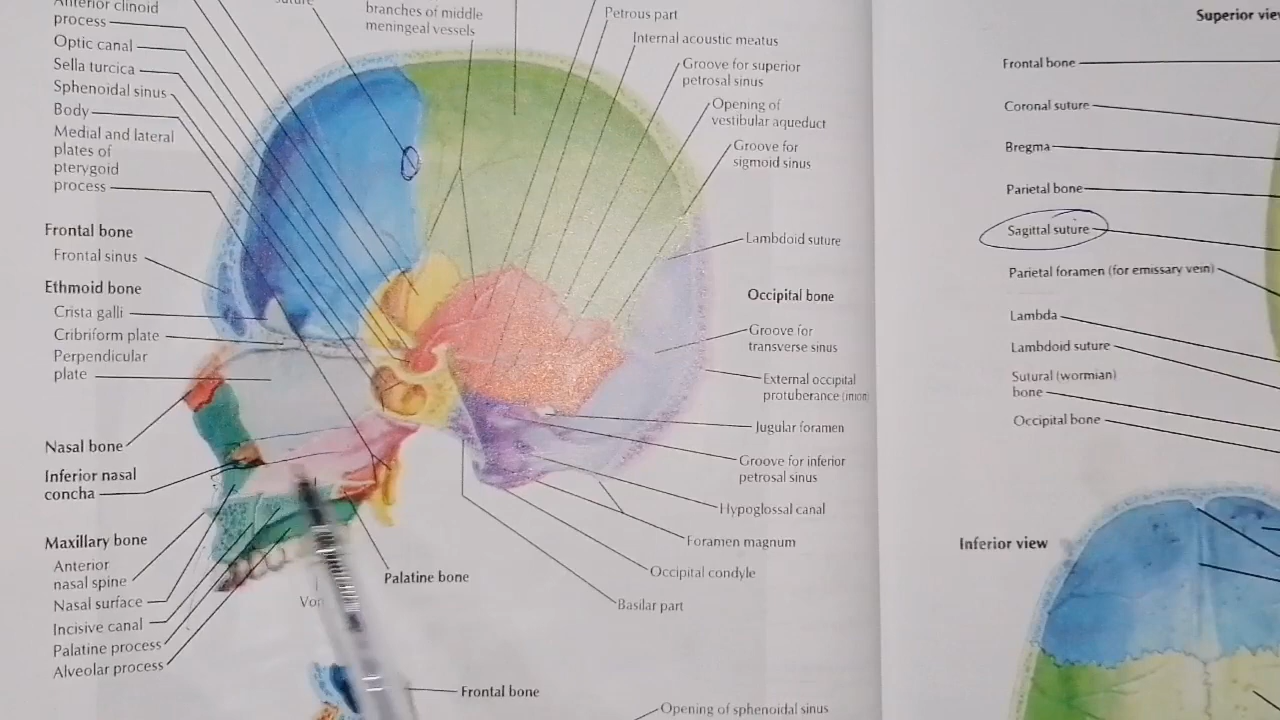 Anterior clinoid
process
Optic canal
Sella turcica
Sphenoidal sinus
Body
Medial and lateral
plates of
pterygoid
process
Frontal bone
Frontal sinus
Ethmoid bone
Crista galli
Cribriform plate
Perpendicular
plate
Nasal bone
Inferior nasal
concha
Maxillary bone
Anterior
nasal spine
Nasal surface
Incisive canal
Palatine process
Alveolar process
branches of middle
meningeal vessels
Petrous part
Internal acoustic meatus
Groove for superior
petrosal sinus
Opening of
vestibular aqueduct
Groove for
sigmoid sinus
Lambdoid suture
Occipital bone
Groove for
transverse sinus
External occipital
protuberance (inion)
Jugular foramen
Groove for inferior
petrosal sinus
Hypoglossal canal
Foramen magnum
Occipital condyle
Basilar part
Palatine bone
Frontal bone
Opening of sphenoidal sinus
Superior
Frontal bone
Coronal suture
Bregma
Parietal bone
Sagittal suture
Parietal foramen (for emissary vein)
Lambda
Lambdoid suture
Sutural (wormian)
bone
Occipital bone
Inferior view